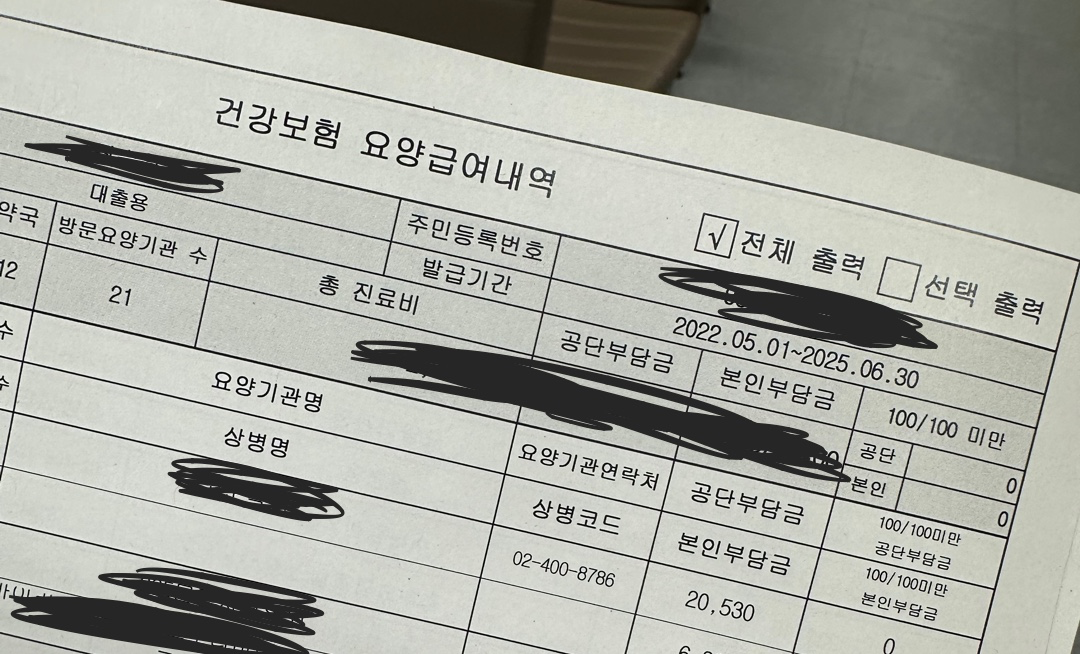 건강보험 요양급여내역
√ 전체 출력 선택 출력
주민등록번호
대출용 발급기간 2022.05.01~2025.06.30
약국 방문요양기관 수 총 진료비 공단부담금 본인부담금 100/100 미만
12 21 공단 0
본인 0
수 요양기관명 요양기관연락처 공단부담금 100/100미만
공단부담금
수 상병명 상병코드 본인부담금 100/100미만
본인부담금
02-400-8786 20,530 0